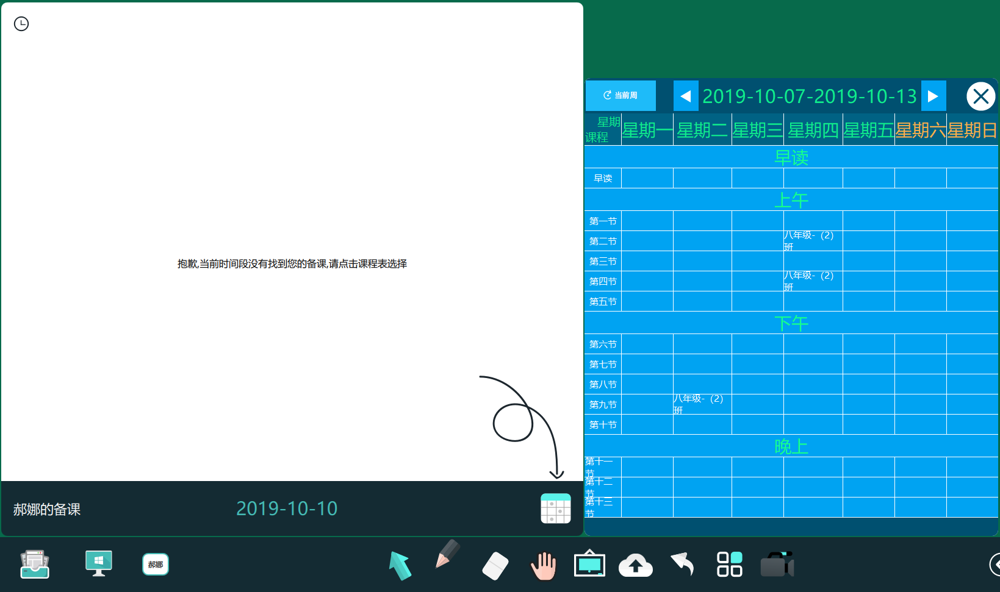 抱歉,当前时间段没有找到您的备课,请点击课程表选择
郝娜的备课
2019-10-10
当前周
2019-10-07-2019-10-13
星期
课程
星期一
星期二
星期三
星期四
星期五
星期六
星期日
早读
早读
上午
第一节
第二节
八年级-（2）
班
第三节
第四节
八年级-（2）
班
第五节
下午
第六节
第七节
第八节
第九节
八年级-（2）
班
第十节
晚上
第十一
节
第十二
节
第十三
节
郝娜